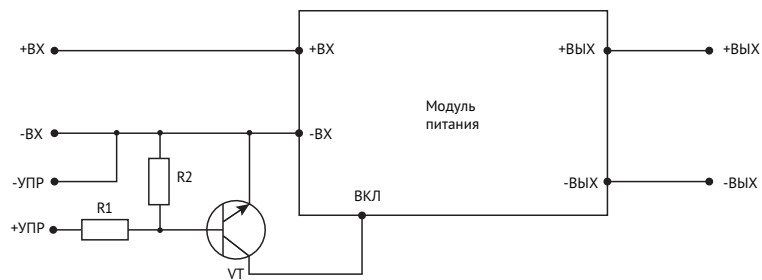 +ВХ
+ВХ
+ВЫХ
+ВЫХ
Модуль
питания
-ВХ
-ВХ
R2
-УПР
-ВЫХ
-ВЫХ
ВКЛ
R1
+УПР
VT